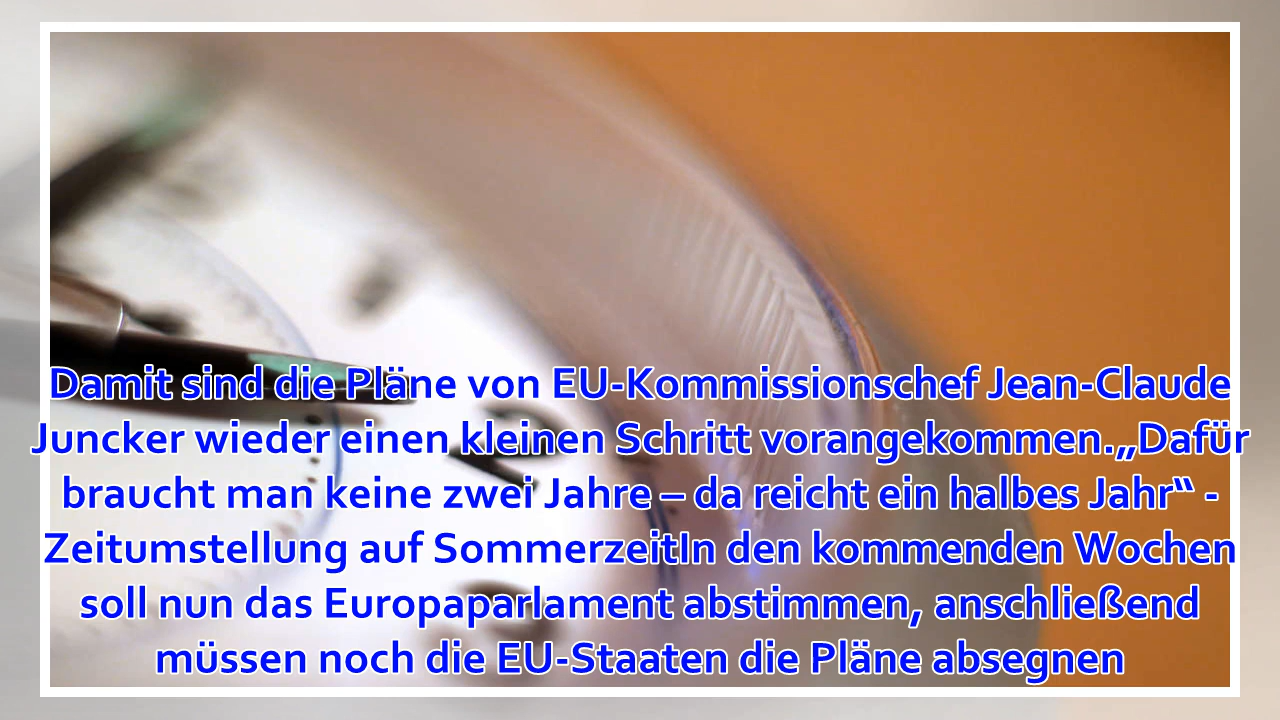 Damit sind die Pläne von EU-Kommissionschef Jean-Claude
Juncker wieder einen kleinen Schritt vorangekommen.„Dafür
braucht man keine zwei Jahre – da reicht ein halbes Jahr“ -
Zeitumstellung auf SommerzeitIn den kommenden Wochen
soll nun das Europaparlament abstimmen, anschließend
müssen noch die EU-Staaten die Pläne absegnen